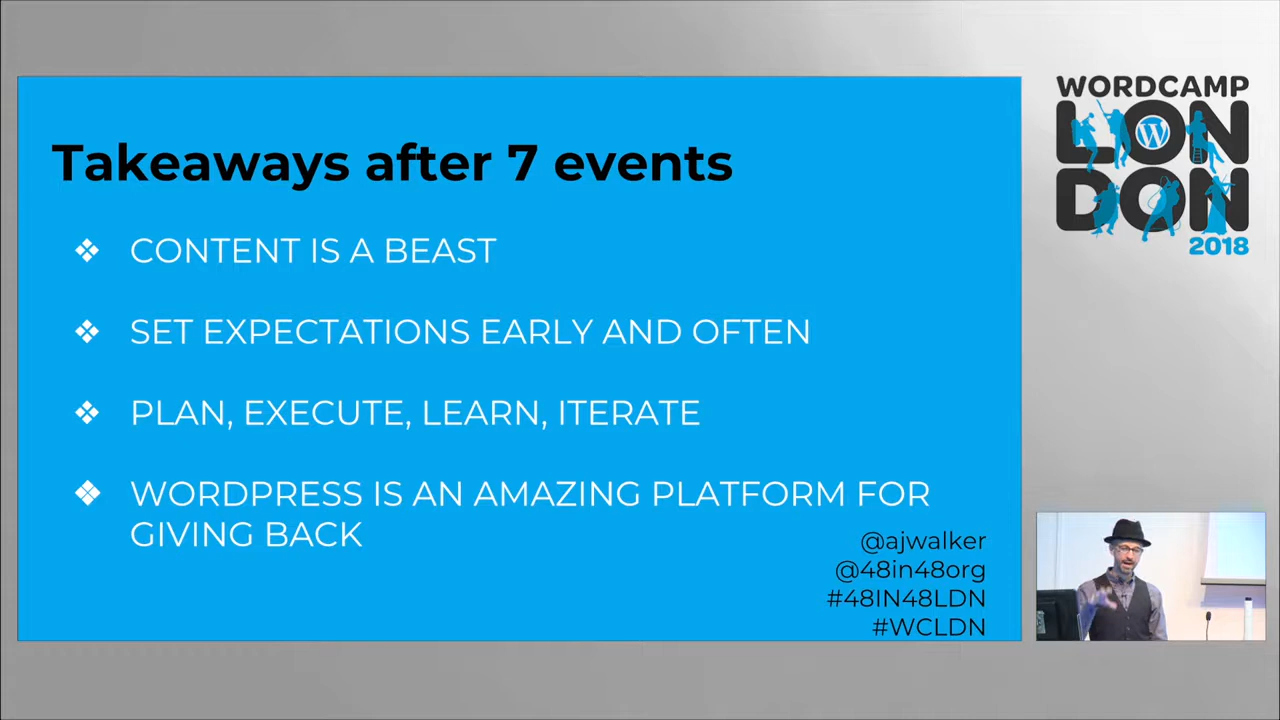 Takeaways after 7 events
❖ CONTENT IS A BEAST
❖ SET EXPECTATIONS EARLY AND OFTEN
❖ PLAN, EXECUTE, LEARN, ITERATE
❖ WORDPRESS IS AN AMAZING PLATFORM FOR
GIVING BACK
@ajwalker
@48in48org
#48IN48LDN
#WCLDN
WORDCAMP
LON
DON
2018